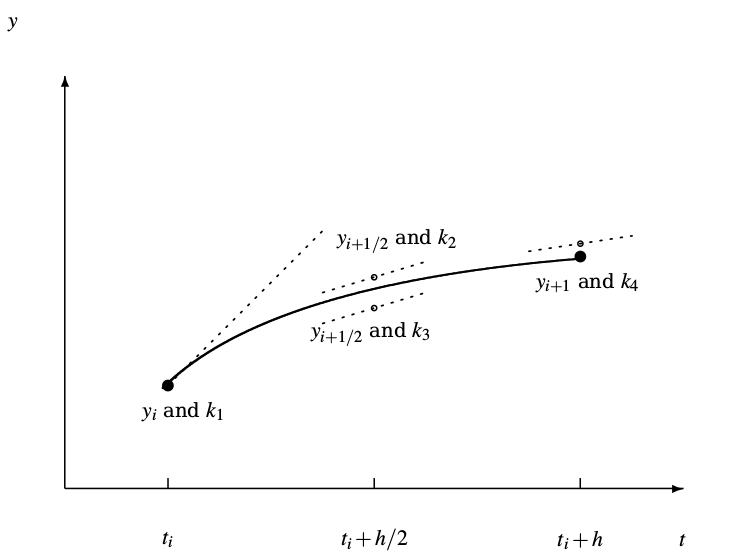 y
y_{i+1/2} and k_2
y_{i+1} and k_4
y_{i+1/2} and k_3
y_i and k_1
t_i
t_i + h/2
t_i + h
t